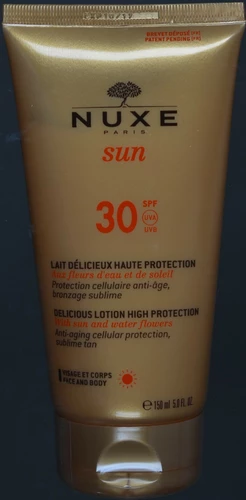 EXP10/19
BREVET DÉPOSÉ (FR)
PATENT PENDING (FR)
NUXE
PARIS
sun
30 SPF
UVA
UVB
LAIT DÉLICIEUX HAUTE PROTECTION
aux fleurs d'eau et de soleil
Protection cellulaire anti-âge,
bronzage sublime
DELICIOUS LOTION HIGH PROTECTION
With sun and water flowers
Anti-aging cellular protection,
sublime tan
VISAGE ET CORPS
FACE AND BODY
e 150 ml 5.0 fl. oz.